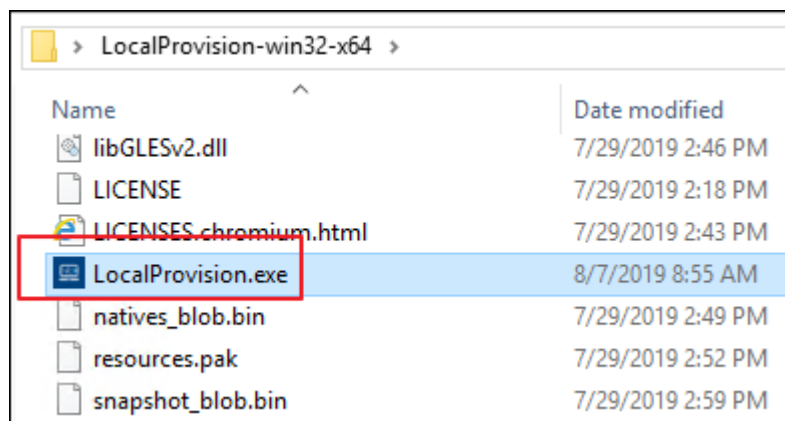 LocalProvision-win32-x64
Name Date modified
libGLESv2.dll 7/29/2019 2:46 PM
LICENSE 7/29/2019 2:18 PM
LICENSES.chromium.html 7/29/2019 2:43 PM
LocalProvision.exe 8/7/2019 8:55 AM
natives_blob.bin 7/29/2019 2:49 PM
resources.pak 7/29/2019 2:52 PM
snapshot_blob.bin 7/29/2019 2:59 PM